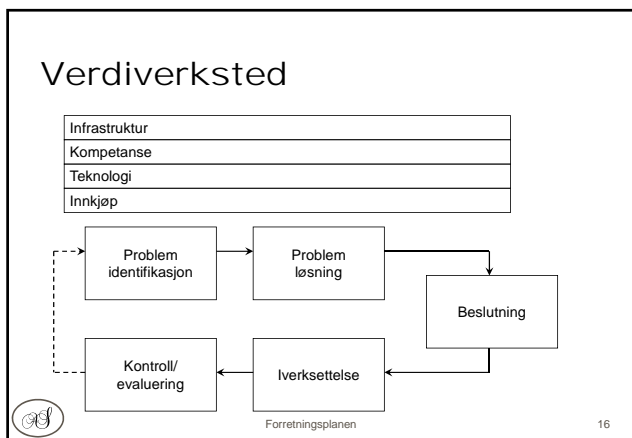 Verdiverksted
Infrastruktur
Kompetanse
Teknologi
Innkjøp
Problem
identifikasjon
Problem
løsning
Beslutning
Kontroll/
evaluering
Iverksettelse
Forretningsplanen
16